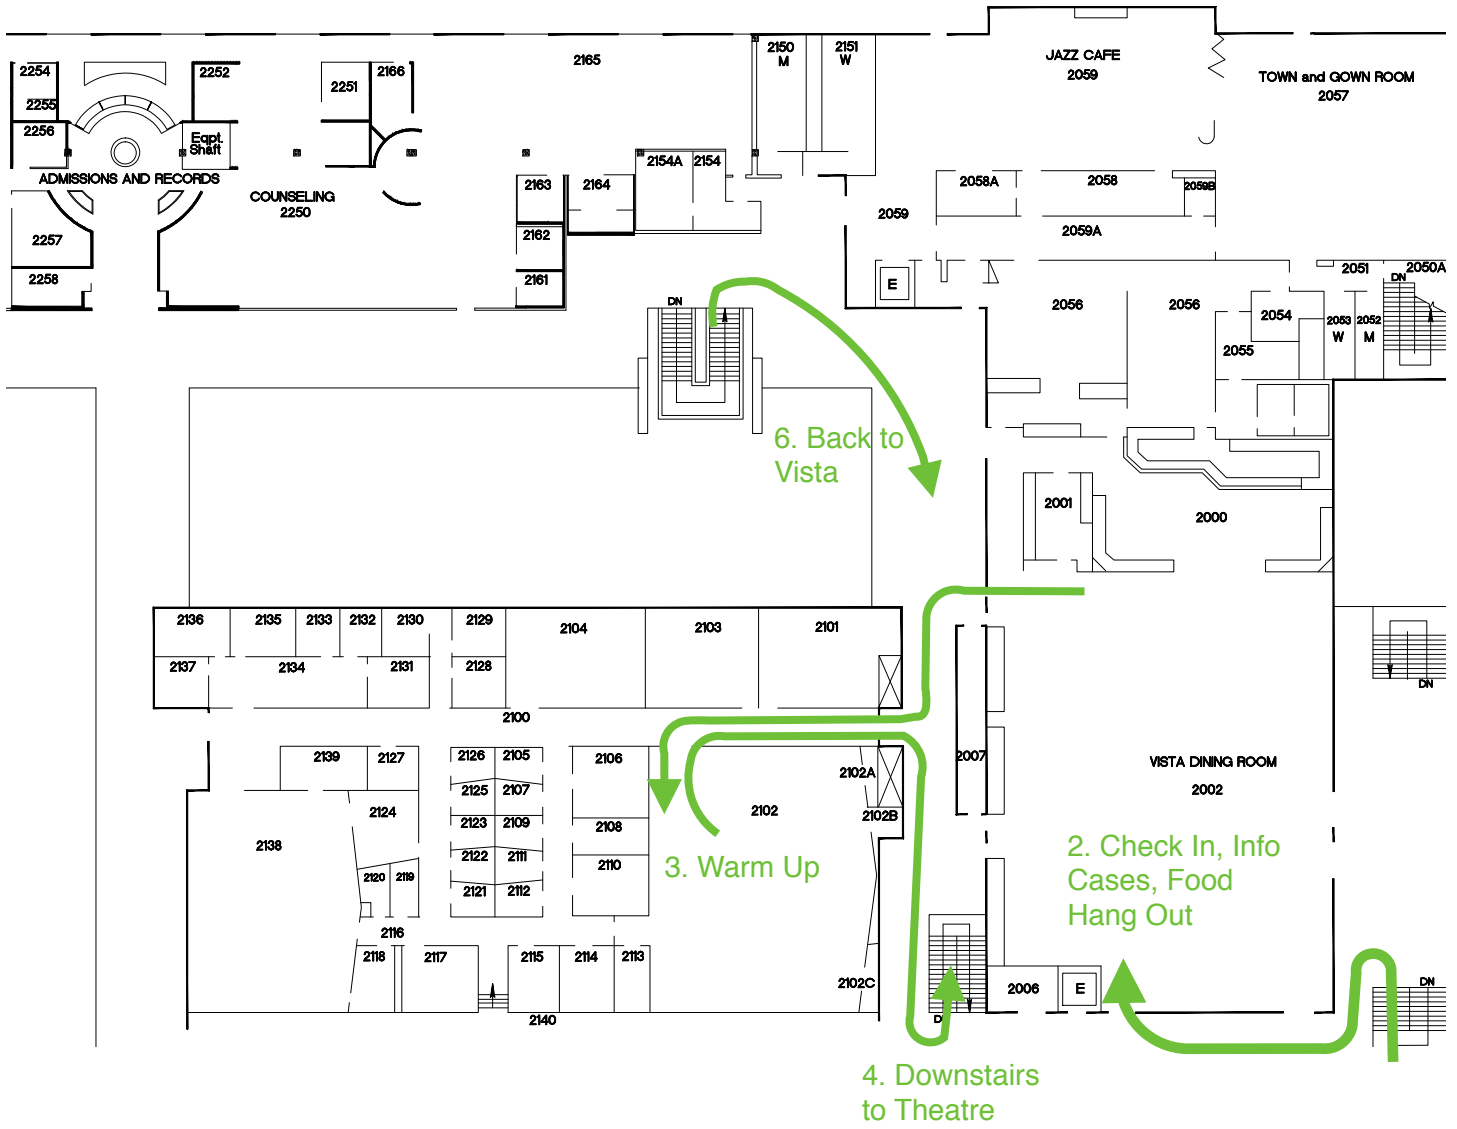 2254
2255
2256
Eqpt.
Shaft
2252
2251
2166
2165
2150
M
2151
W
JAZZ CAFE
2059
TOWN and GOWN ROOM
2057
ADMISSIONS AND RECORDS
COUNSELING
2250
2163
2164
2154A
2154
2162
2161
2257
2258
2059
2058A
2058
2059B
2059A
E
2051
2050A
DN
2056
2056
2054
2053
W
2052
M
2055
DN
6. Back to
Vista
2001
2000
2136
2135
2133
2132
2130
2129
2104
2103
2101
2137
2134
2131
2128
DN
2100
2139
2127
2126
2105
2106
2102A
2007
VISTA DINING ROOM
2002
2125
2107
2124
2102
2102B
2123
2109
2108
2138
2122
2111
2110
3. Warm Up
2. Check In, Info
Cases, Food
Hang Out
2120
2119
2121
2112
2116
2118
2117
2115
2114
2113
2102C
2006
E
DN
2140
4. Downstairs
to Theatre